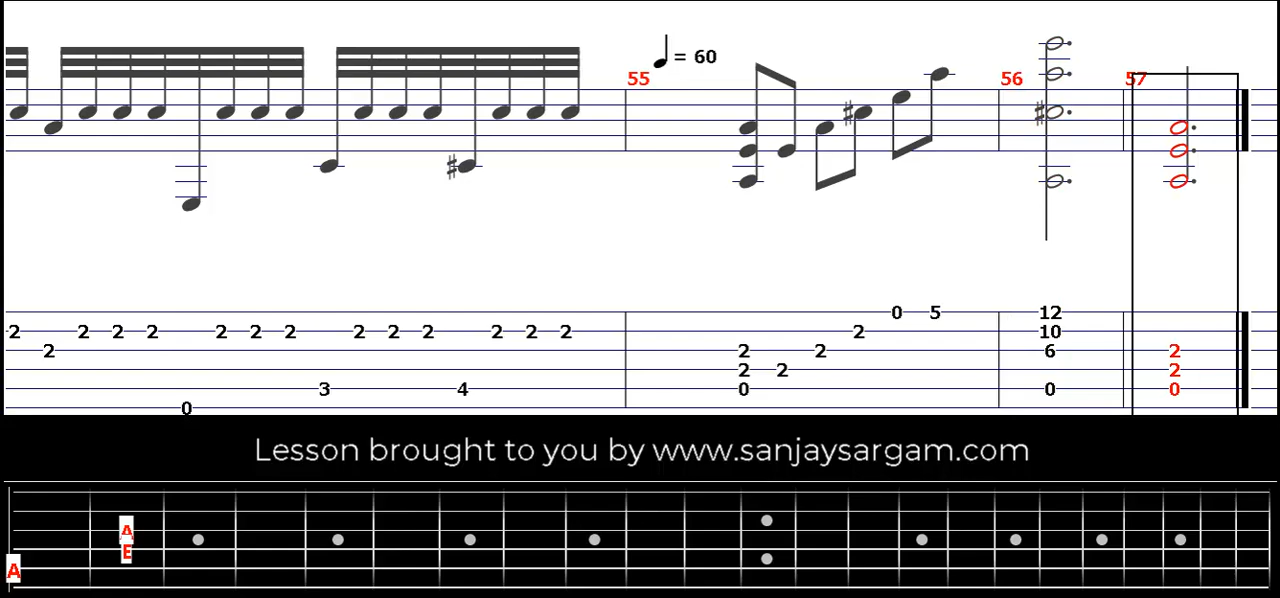 ♩ = 60
55 56 57
0 5 12
2 2 2 2 2 2 2 2 2 2 2 2 2 2 10
2 2 2 6 2
2 2 2
3 4 0 0 0
0
Lesson brought to you by www.sanjaysargam.com
A
E
A